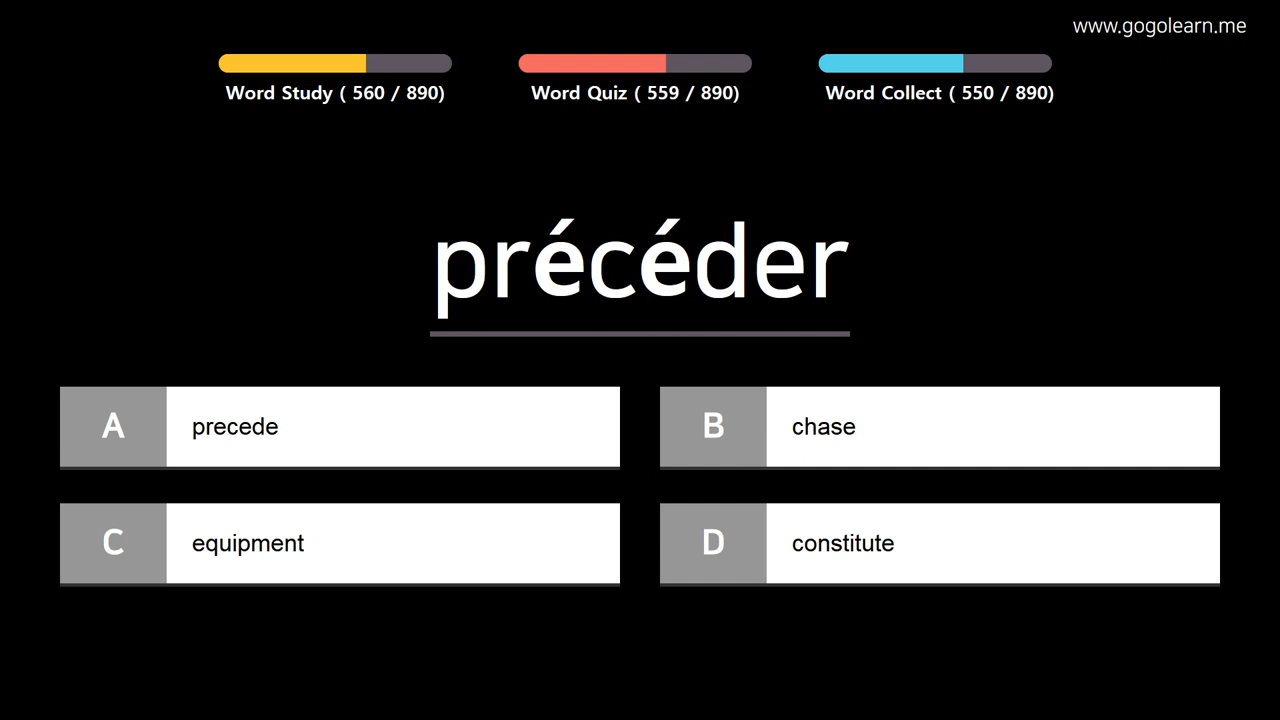 www.gogolearn.me
Word Study ( 560 / 890)
Word Quiz ( 559 / 890)
Word Collect ( 550 / 890)
précéder
A precede
B chase
C equipment
D constitute